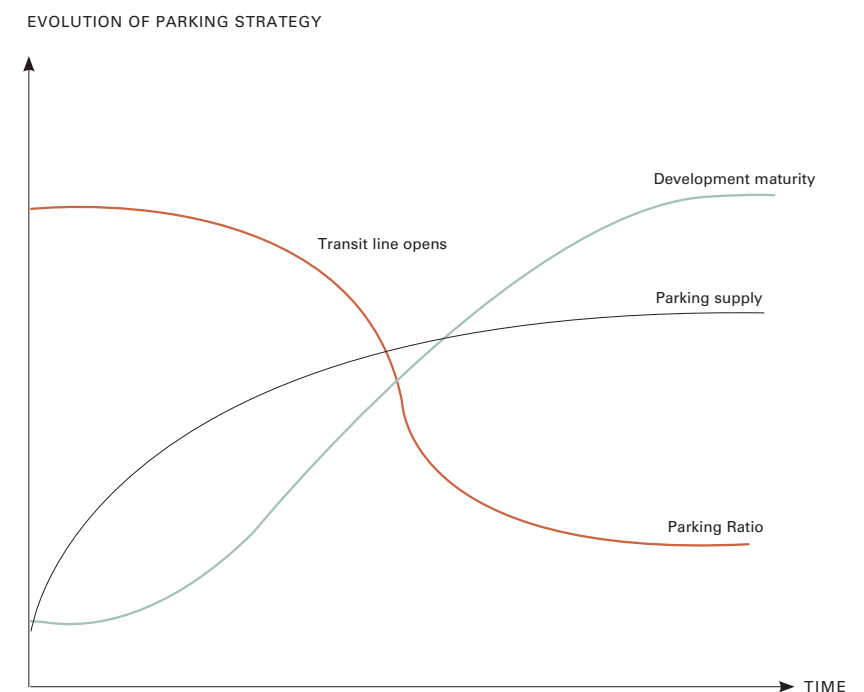 EVOLUTION OF PARKING STRATEGY
Development maturity
Transit line opens
Parking supply
Parking Ratio
TIME